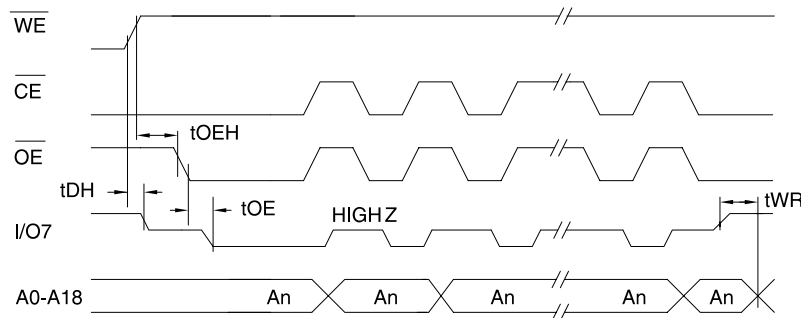 WE
CE
tOEH
OE
tDH
tOE
tWR
HIGH Z
I/O7
A0-A18
An An An An An